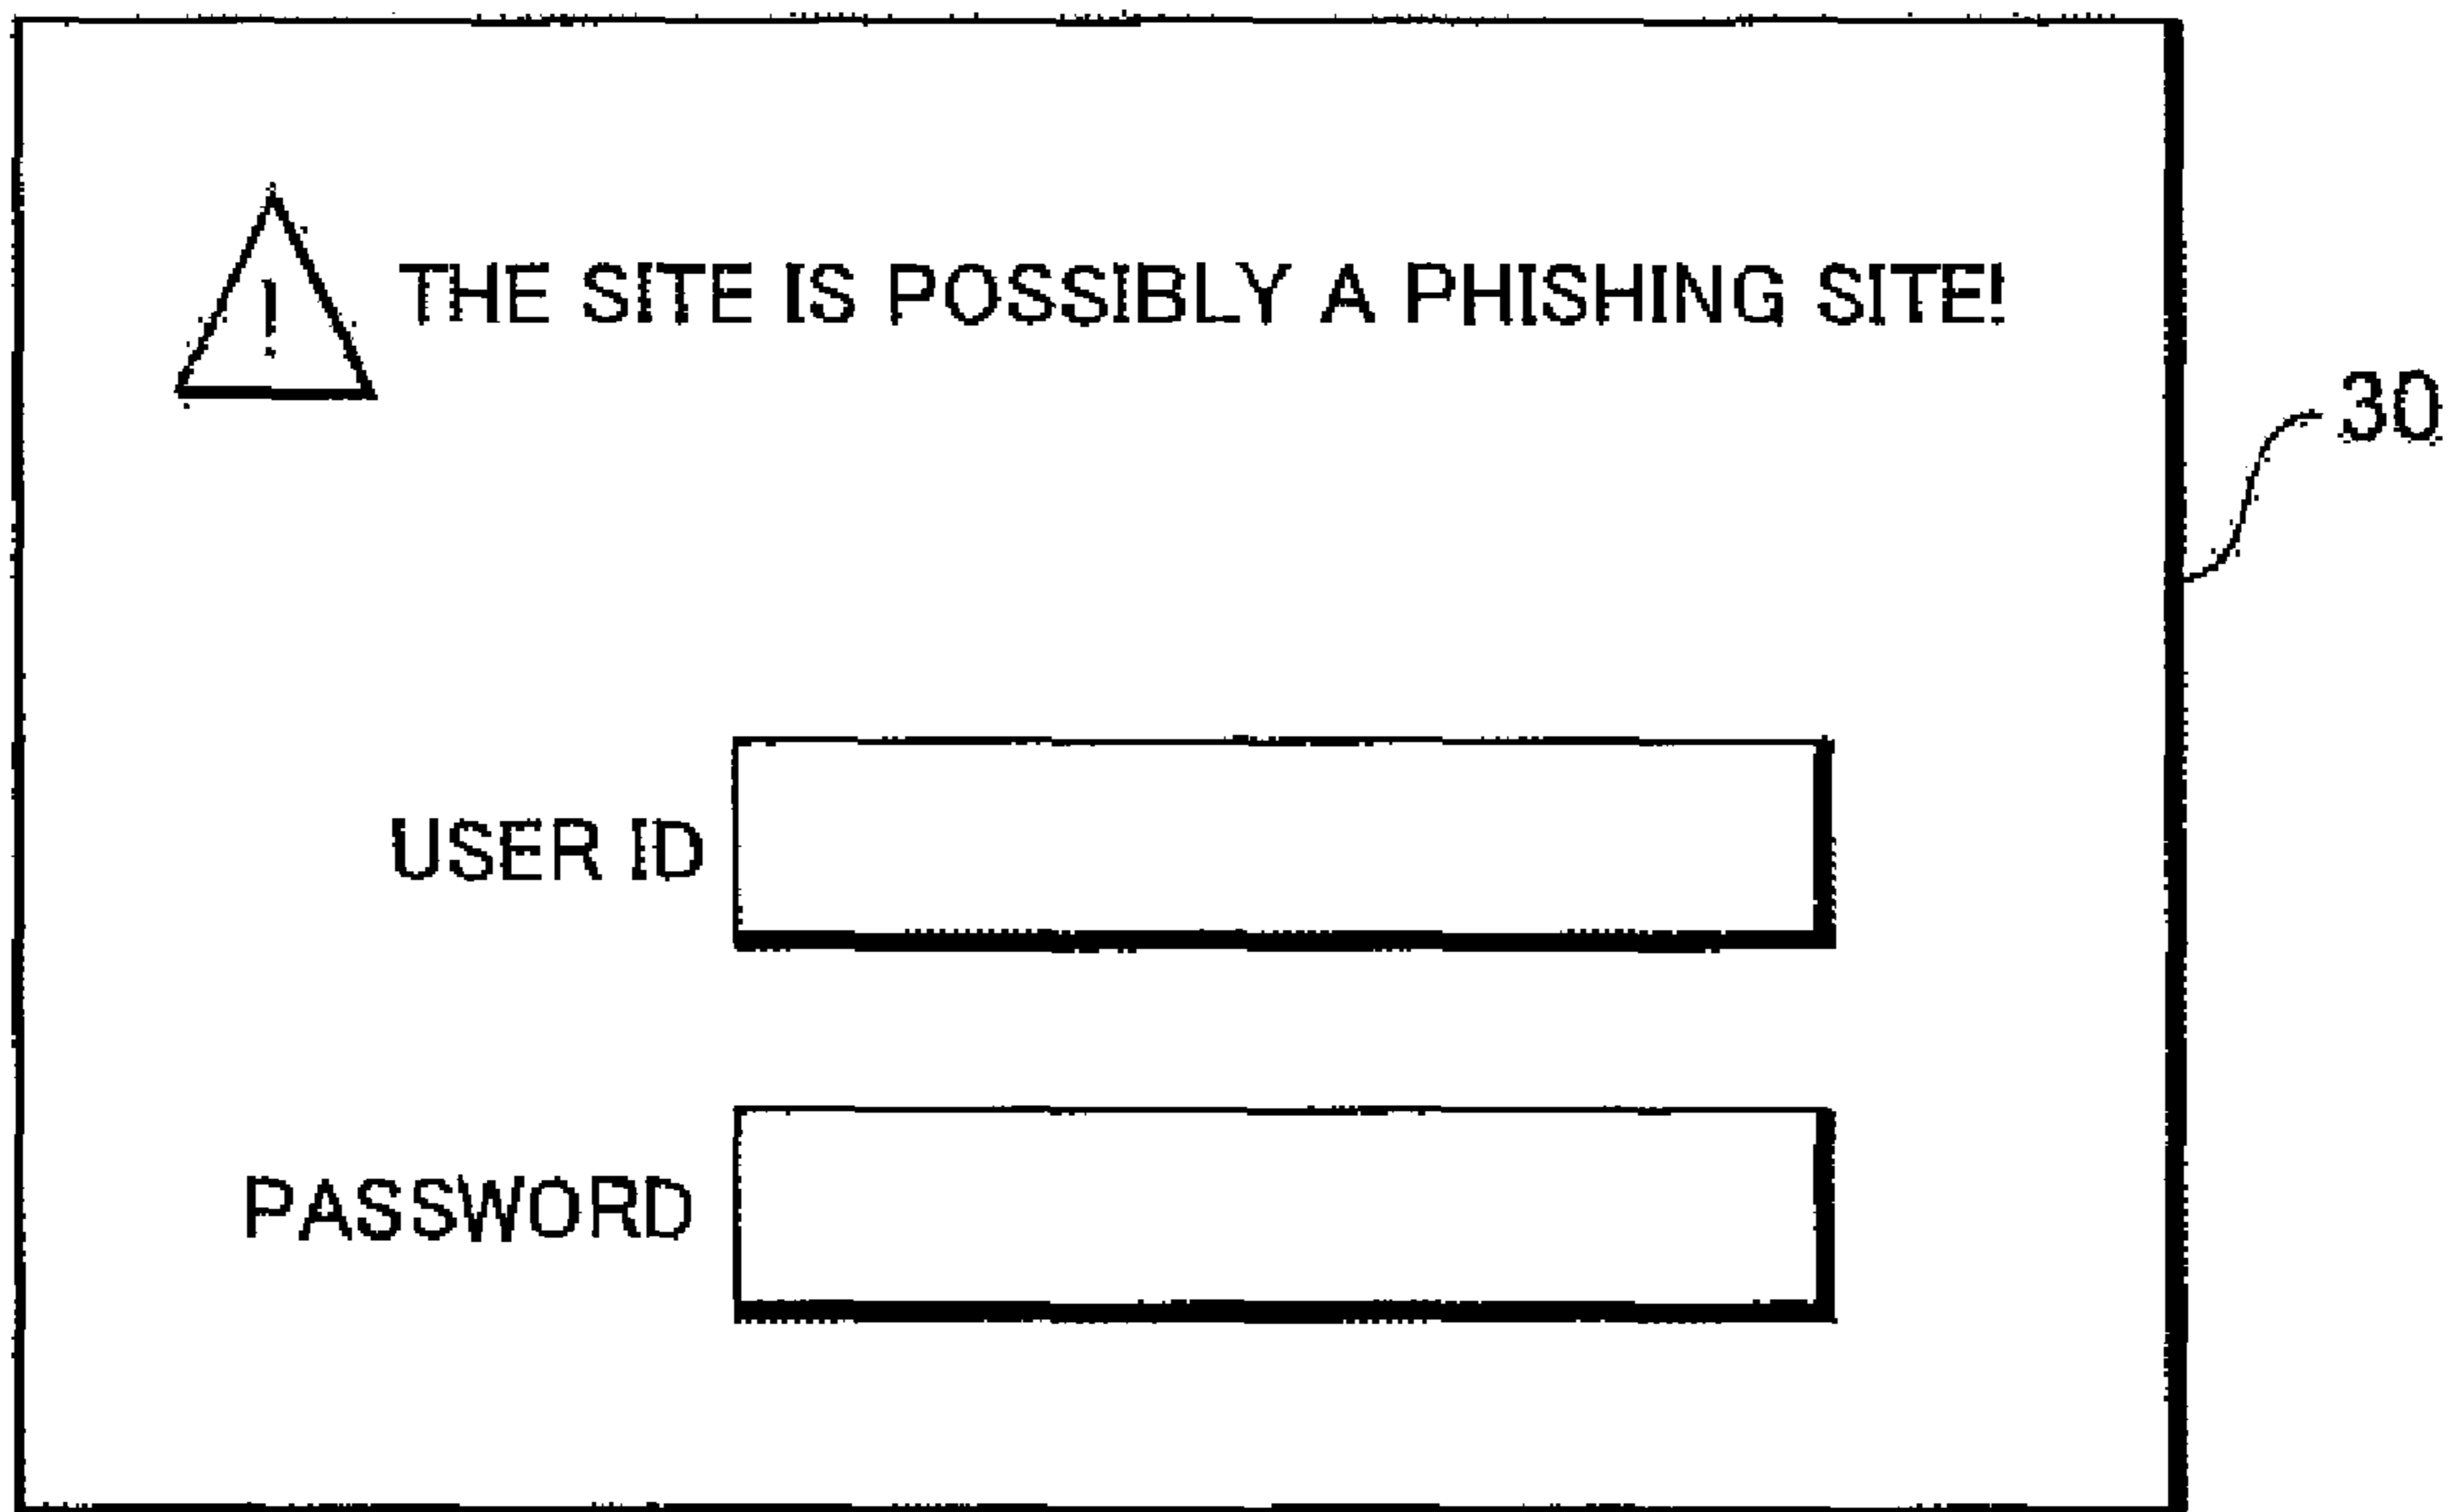 ! THE SITE IS POSSIBLY A PHISHING SITE!
30
USER ID
PASSWORD